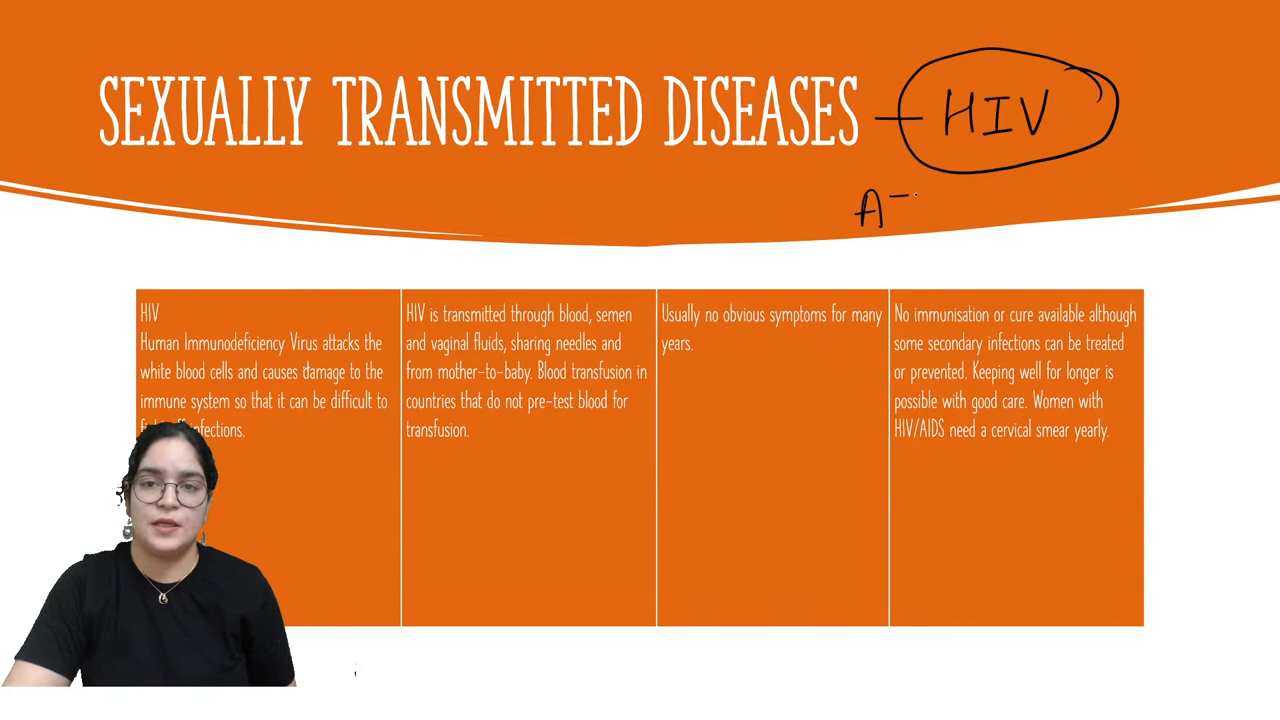 SEXUALLY TRANSMITTED DISEASES – HIV
A
HIV
Human Immunodeficiency Virus attacks the
white blood cells and causes damage to the
immune system so that it can be difficult to
infections.
HIV is transmitted through blood, semen
and vaginal fluids, sharing needles and
from mother-to-baby. Blood transfusion in
countries that do not pre-test blood for
transfusion.
Usually no obvious symptoms for many
years.
No immunisation or cure available although
some secondary infections can be treated
or prevented. Keeping well for longer is
possible with good care. Women with
HIV/AIDS need a cervical smear yearly.